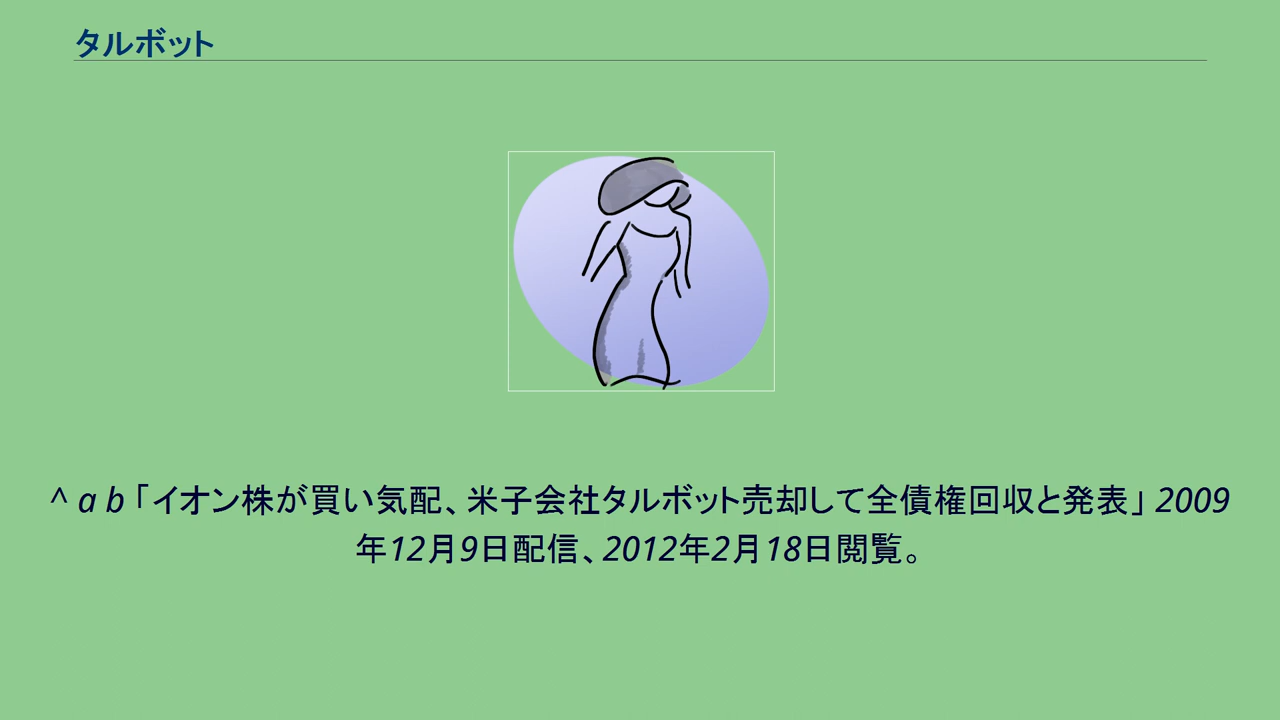 タルボット
^ a b 「イオン株が買い気配、米子会社タルボット売却して全債権回収と発表」 2009
年12月9日配信、2012年2月18日閲覧。